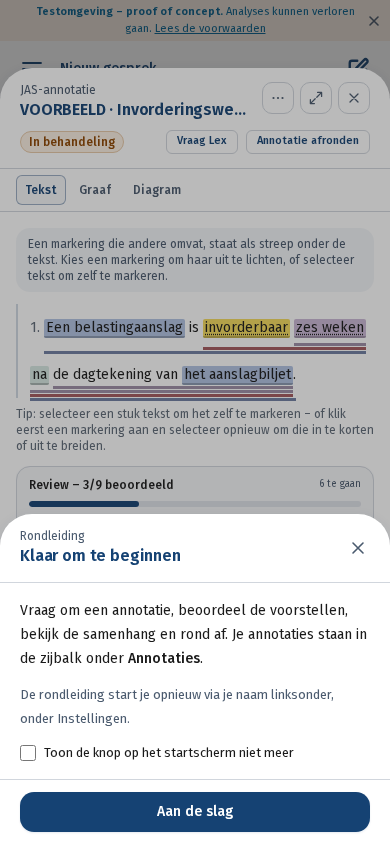 Testomgeving – proof of concept. Analyses kunnen verloren
gaan. Lees de voorwaarden
Nieuw gesprek
JAS-annotatie
VOORBEELD · Invorderingswe...
In behandeling
Vraag Lex
Annotatie afronden
Tekst
Graaf
Diagram
Een markering die andere omvat, staat als streep onder de
tekst. Kies een markering om haar uit te lichten, of selecteer
tekst om zelf te markeren.
1. Een belastingaanslag is invorderbaar zes weken
na de dagtekening van het aanslagbiljet.
Tip: selecteer een stuk tekst om het zelf te markeren – of klik
eerst een markering aan en selecteer opnieuw om die in te korten
of uit te breiden.
Review – 3/9 beoordeeld
6 te gaan
Rondleiding
Klaar om te beginnen
Vraag om een annotatie, beoordeel de voorstellen,
bekijk de samenhang en rond af. Je annotaties staan in
de zijbalk onder Annotaties.
De rondleiding start je opnieuw via je naam linksonder,
onder Instellingen.
Toon de knop op het startscherm niet meer
Aan de slag